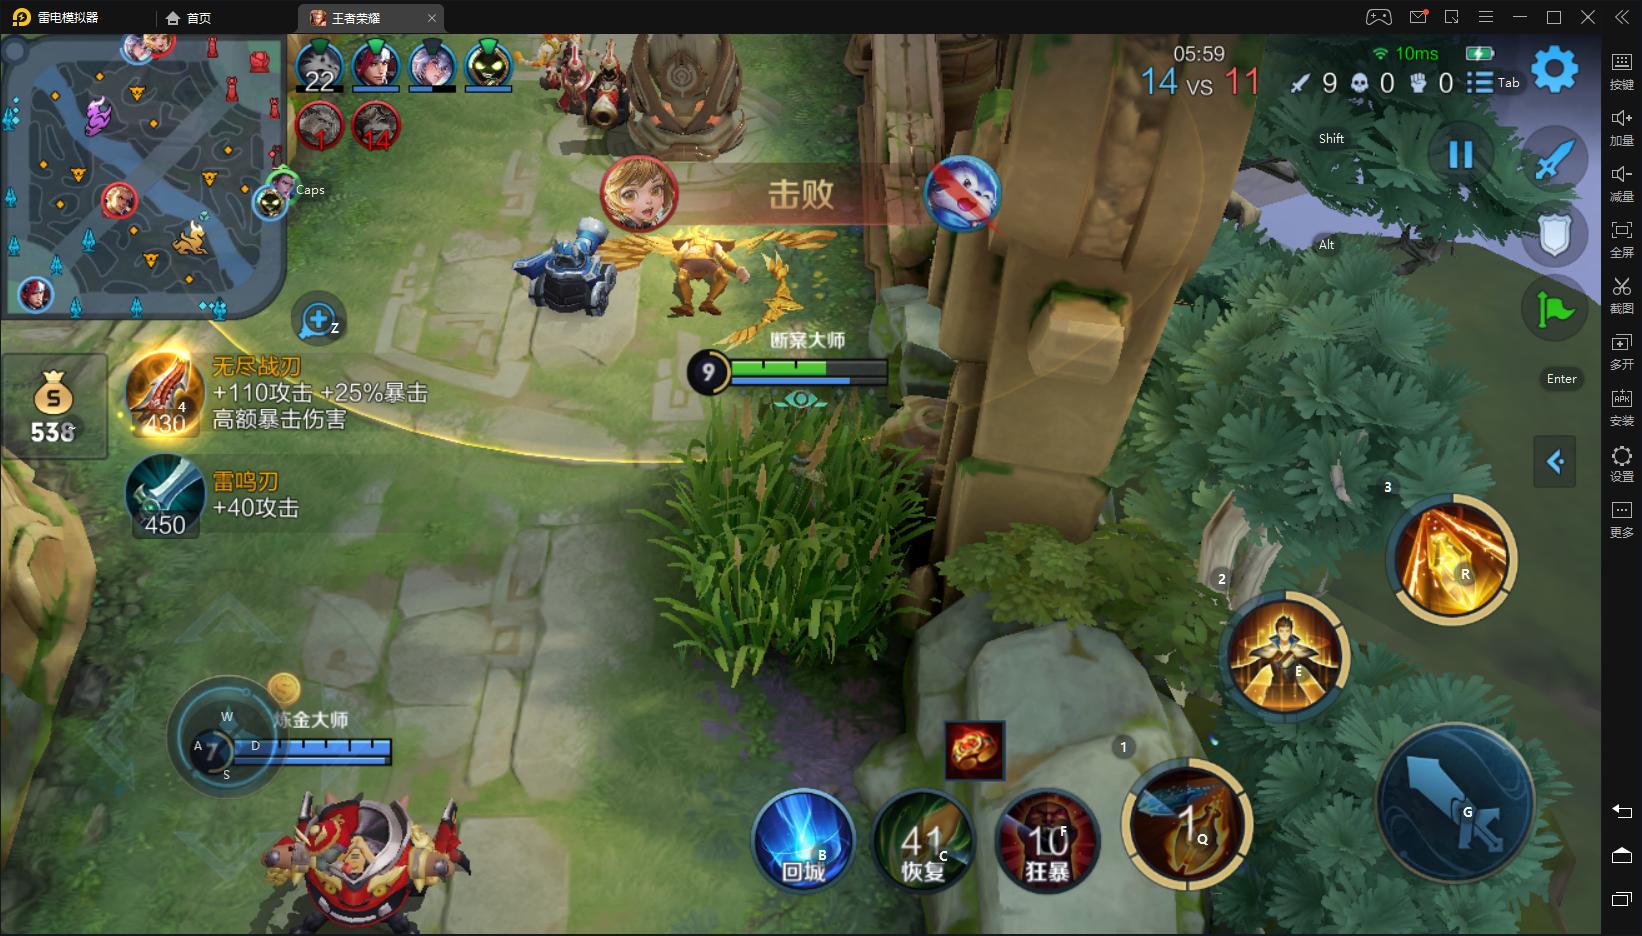 雷电模拟器
首页
王者荣耀
05:59
10ms
14 vs 11
9
0
0
Tab
22
1
14
Caps
Shift
Alt
Enter
Z
击败
断案大师
9
538
无尽战刃
+110攻击 +25%暴击
高额暴击伤害
4
430
雷鸣刃
+40攻击
450
炼金大师
7
W
A
D
S
3
R
2
E
1
1
Q
G
B
回城
41
C
恢复
10
F
狂暴
按键
加量
减量
全屏
截图
多开
APK
安装
设置
更多